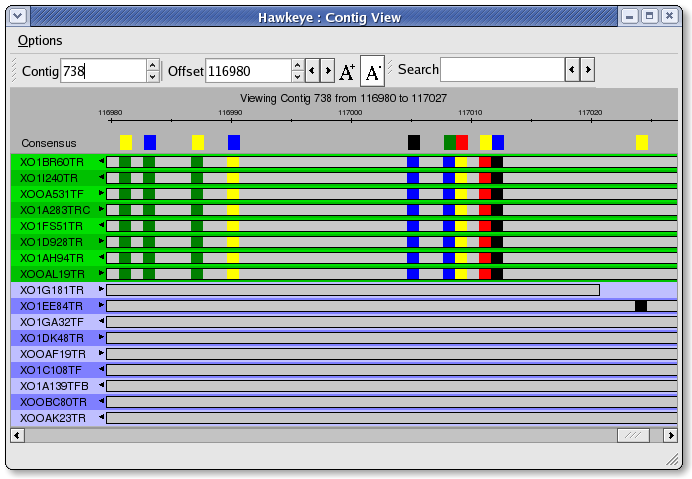 Hawkeye : Contig View
Options
Contig 738 Offset 116980 A+ A- Search
Viewing Contig 738 from 116980 to 117027
116980 116990 117000 117010 117020
Consensus
XO1BR60TR
XO1I240TR
XOOA531TF
XO1A283TRC
XO1FS51TR
XO1D928TR
XO1AH94TR
XOOAL19TR
XO1G181TR
XO1EE84TR
XO1GA32TF
XO1DK48TR
XOOAF19TR
XO1C108TF
XO1A139TFB
XOOBC80TR
XOOAK23TR